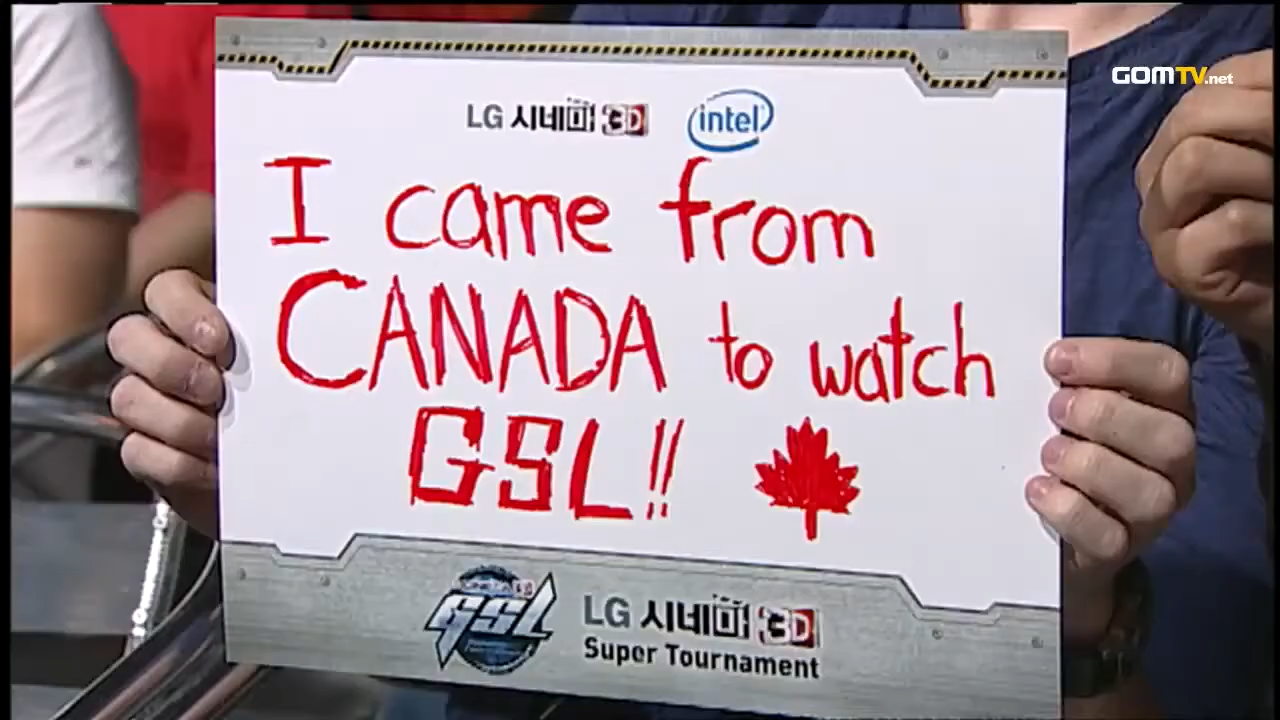 GOMTV.net
LG 시네마 3D intel
I came from
CANADA to watch
GSL!!
GSL
LG 시네마 3D
Super Tournament